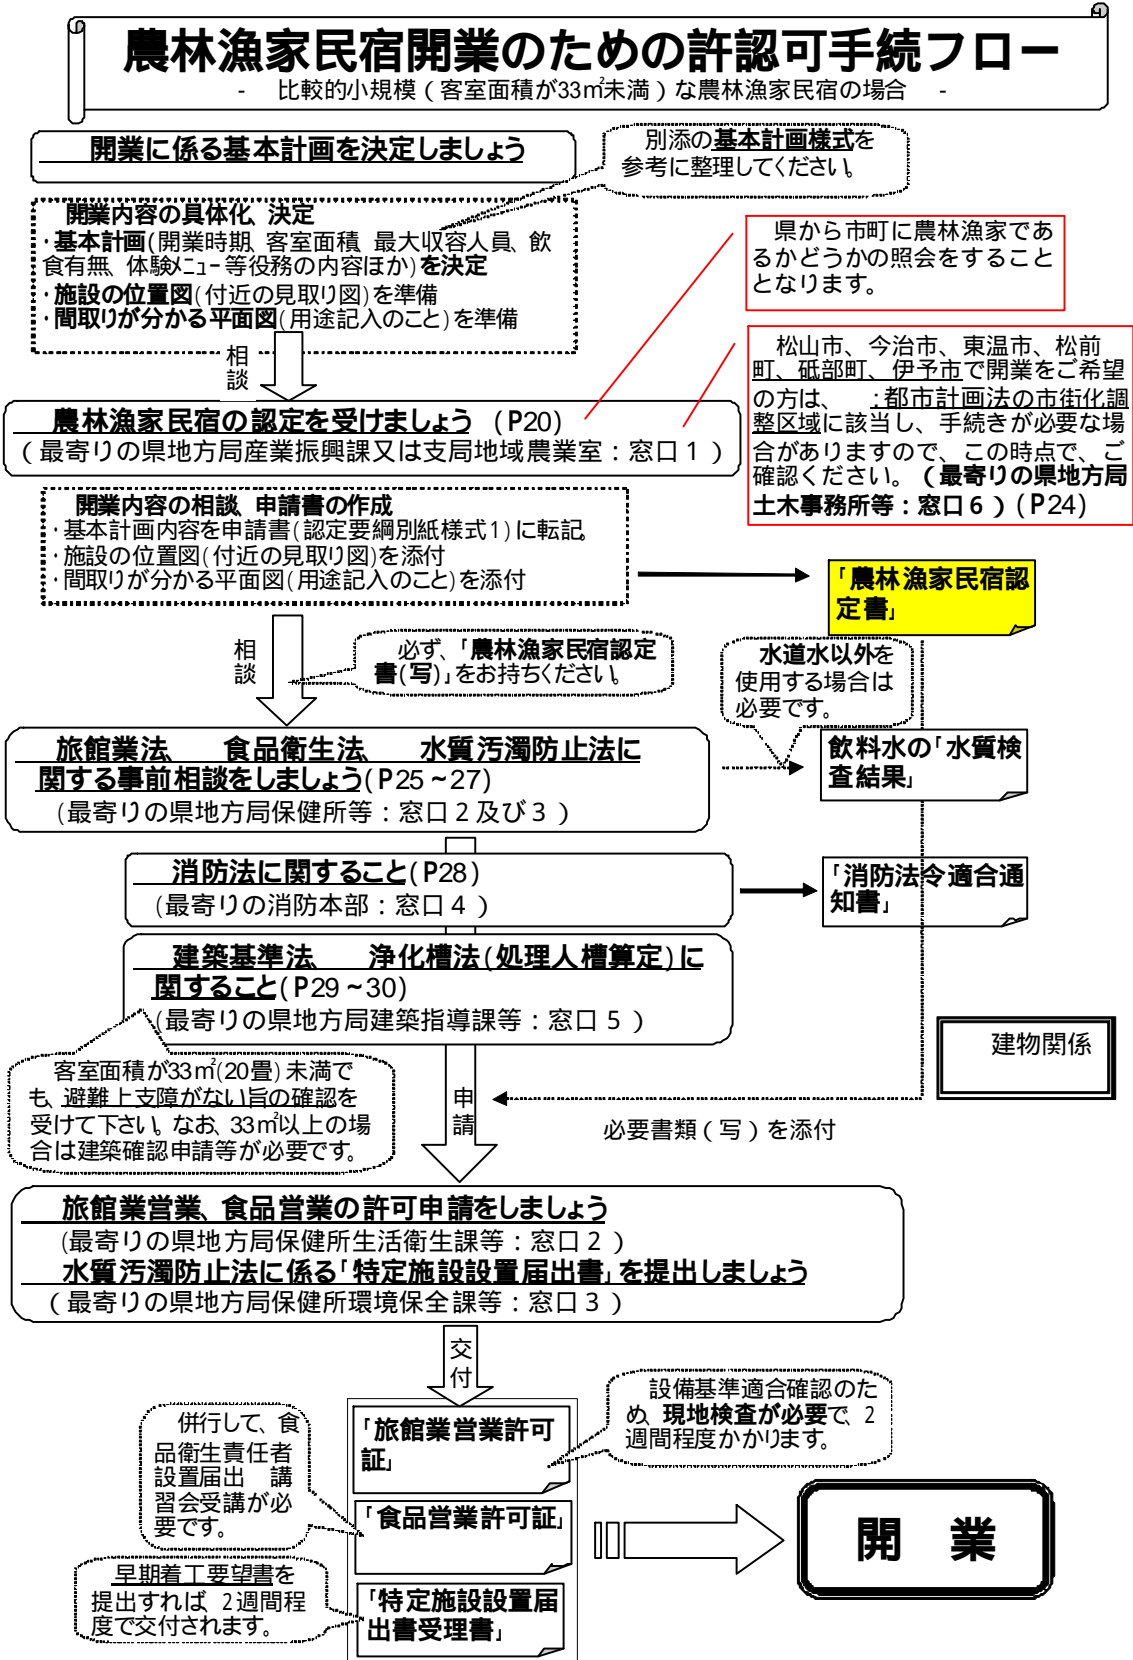 農林漁家民宿開業のための許認可手続フロー
- 比較的小規模（客室面積が33㎡未満）な農林漁家民宿の場合 -
開業に係る基本計画を決定しましょう
別添の基本計画様式を
参考に整理してください。
開業内容の具体化、決定
・基本計画(開業時期、客室面積、最大収容人員、飲
食有無、体験メニュー等役務の内容ほか)を決定
・施設の位置図(付近の見取り図)を準備
・間取りが分かる平面図(用途記入のこと)を準備
県から市町に農林漁家であ
るかどうかの照会をすること
となります。
相談
松山市、今治市、東温市、松前
町、砥部町、伊予市で開業をご希望
の方は、 ：都市計画法の市街化調
整区域に該当し、手続きが必要な場
合がありますので、この時点で、ご
確認ください。（最寄りの県地方局
土木事務所等：窓口６）(P24)
農林漁家民宿の認定を受けましょう (P20)
（最寄りの県地方局産業振興課又は支局地域農業室：窓口１）
開業内容の相談、申請書の作成
・基本計画内容を申請書(認定要綱別紙様式1)に転記。
・施設の位置図(付近の見取り図)を添付
・間取りが分かる平面図(用途記入のこと)を添付
「農林漁家民宿認
定書」
相談
必ず、「農林漁家民宿認定
書(写)」をお持ちください。
水道水以外を
使用する場合は
必要です。
旅館業法、 食品衛生法、 水質汚濁防止法に
関する事前相談をしましょう(P25～27)
(最寄りの県地方局保健所等：窓口２及び３）
飲料水の「水質検
査結果」
消防法に関すること(P28)
(最寄りの消防本部：窓口４）
「消防法令適合通
知書」
建築基準法、 浄化槽法(処理人槽算定)に
関すること(P29～30)
(最寄りの県地方局建築指導課等：窓口５）
建物関係
客室面積が33㎡(20畳)未満で
も、避難上支障がない旨の確認を
受けて下さい。なお、33㎡以上の場
合は建築確認申請等が必要です。
申請
必要書類（写）を添付
旅館業営業、食品営業の許可申請をしましょう
(最寄りの県地方局保健所生活衛生課等：窓口２）
水質汚濁防止法に係る「特定施設設置届出書」を提出しましょう
（最寄りの県地方局保健所環境保全課等：窓口３）
交付
設備基準適合確認のた
め、現地検査が必要で、2
週間程度かかります。
併行して、食
品衛生責任者
設置届出 講
習会受講が必
要です。
「旅館業営業許可
証」
「食品営業許可証」
開 業
早期着工要望書を
提出すれば、2週間程
度で交付されます。
「特定施設設置届
出書受理書」